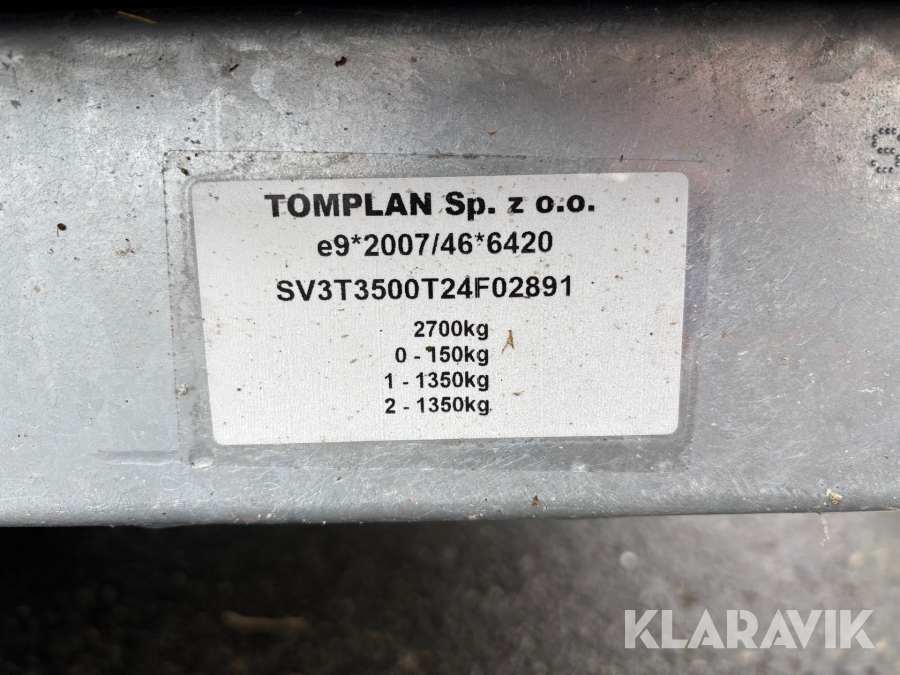 TOMPLAN Sp. z o.o.
e9*2007/46*6420
SV3T3500T24F02891
2700kg
0 - 150kg
1 - 1350kg
2 - 1350kg
KLARAVIK